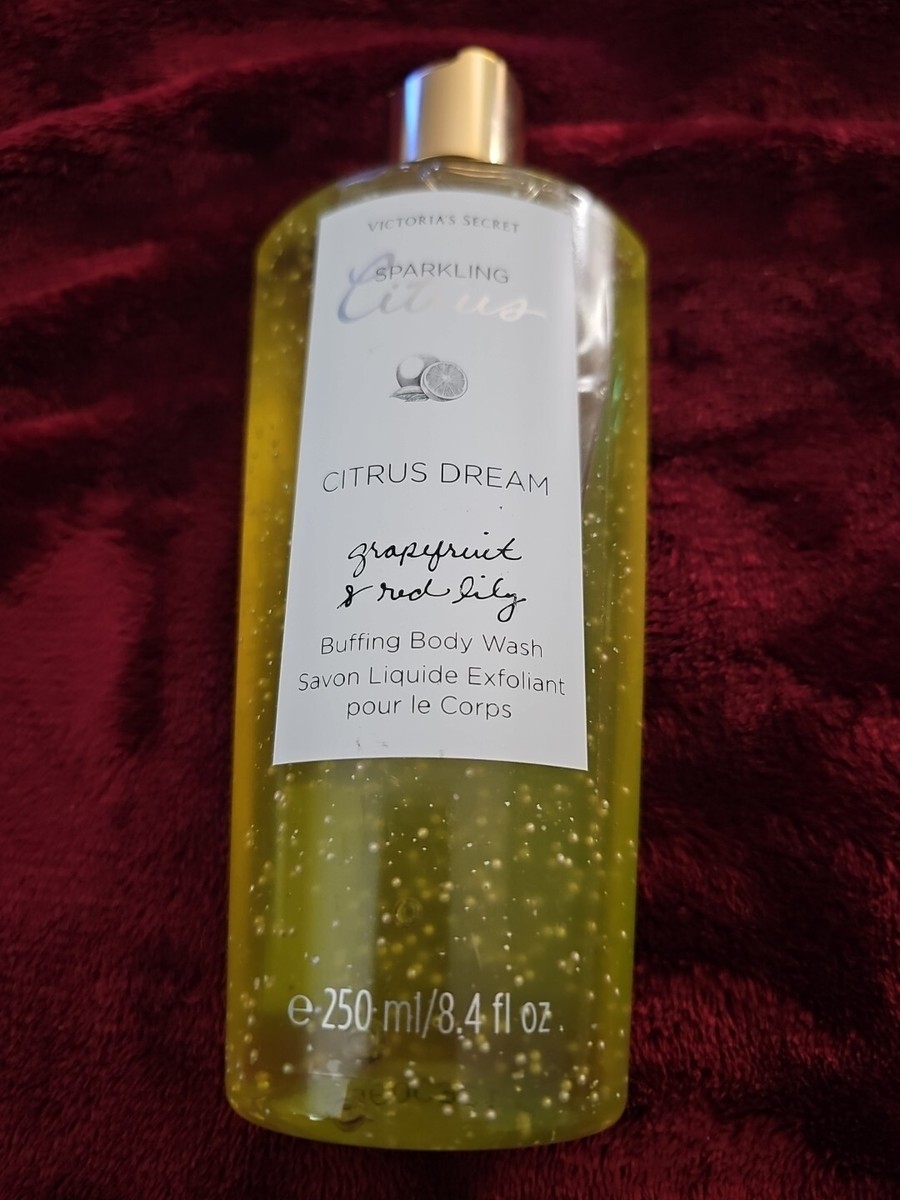 VICTORIA'S SECRET
SPARKLING
Citrus
CITRUS DREAM
grapefruit
& red lily
Buffing Body Wash
Savon Liquide Exfoliant
pour le Corps
e 250 ml/8.4 fl oz